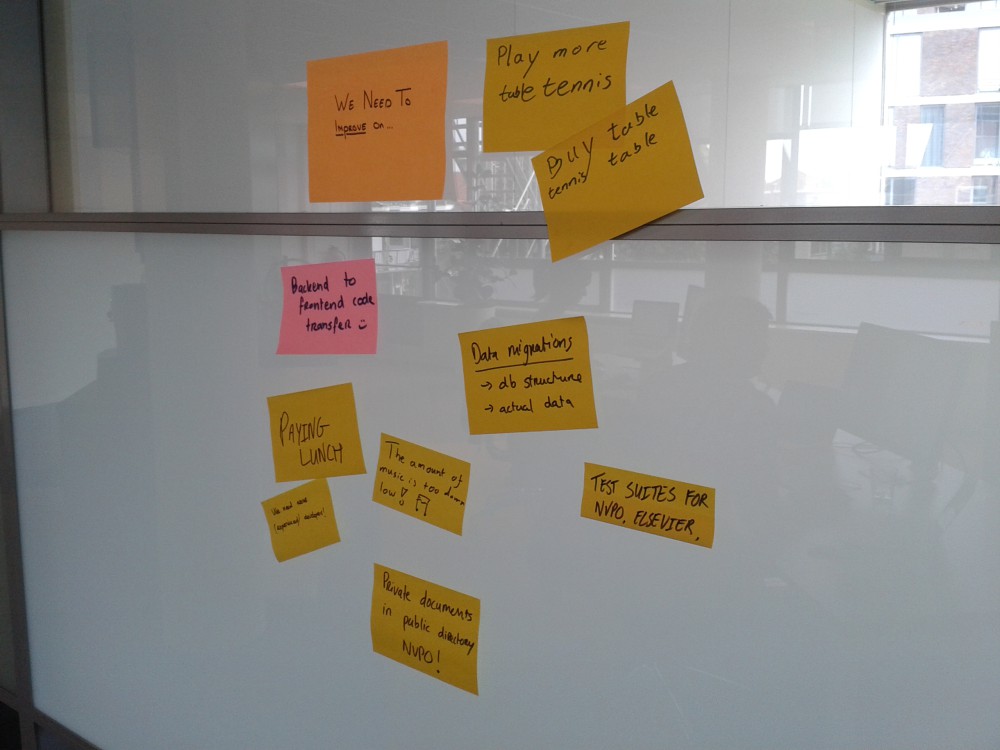 WE NEED TO
IMPROVE ON...
Play more
table tennis
Buy table
tennis table
Backend to
frontend code
transfer
Data migrations
→ db structure
→ actual data
PAYING
LUNCH
The amount of
music is too damn
low!
We need more
(experienced) developers!
TEST SUITES FOR
NVPO, ELSEVIER,
Private documents
in public directory
NVPO!